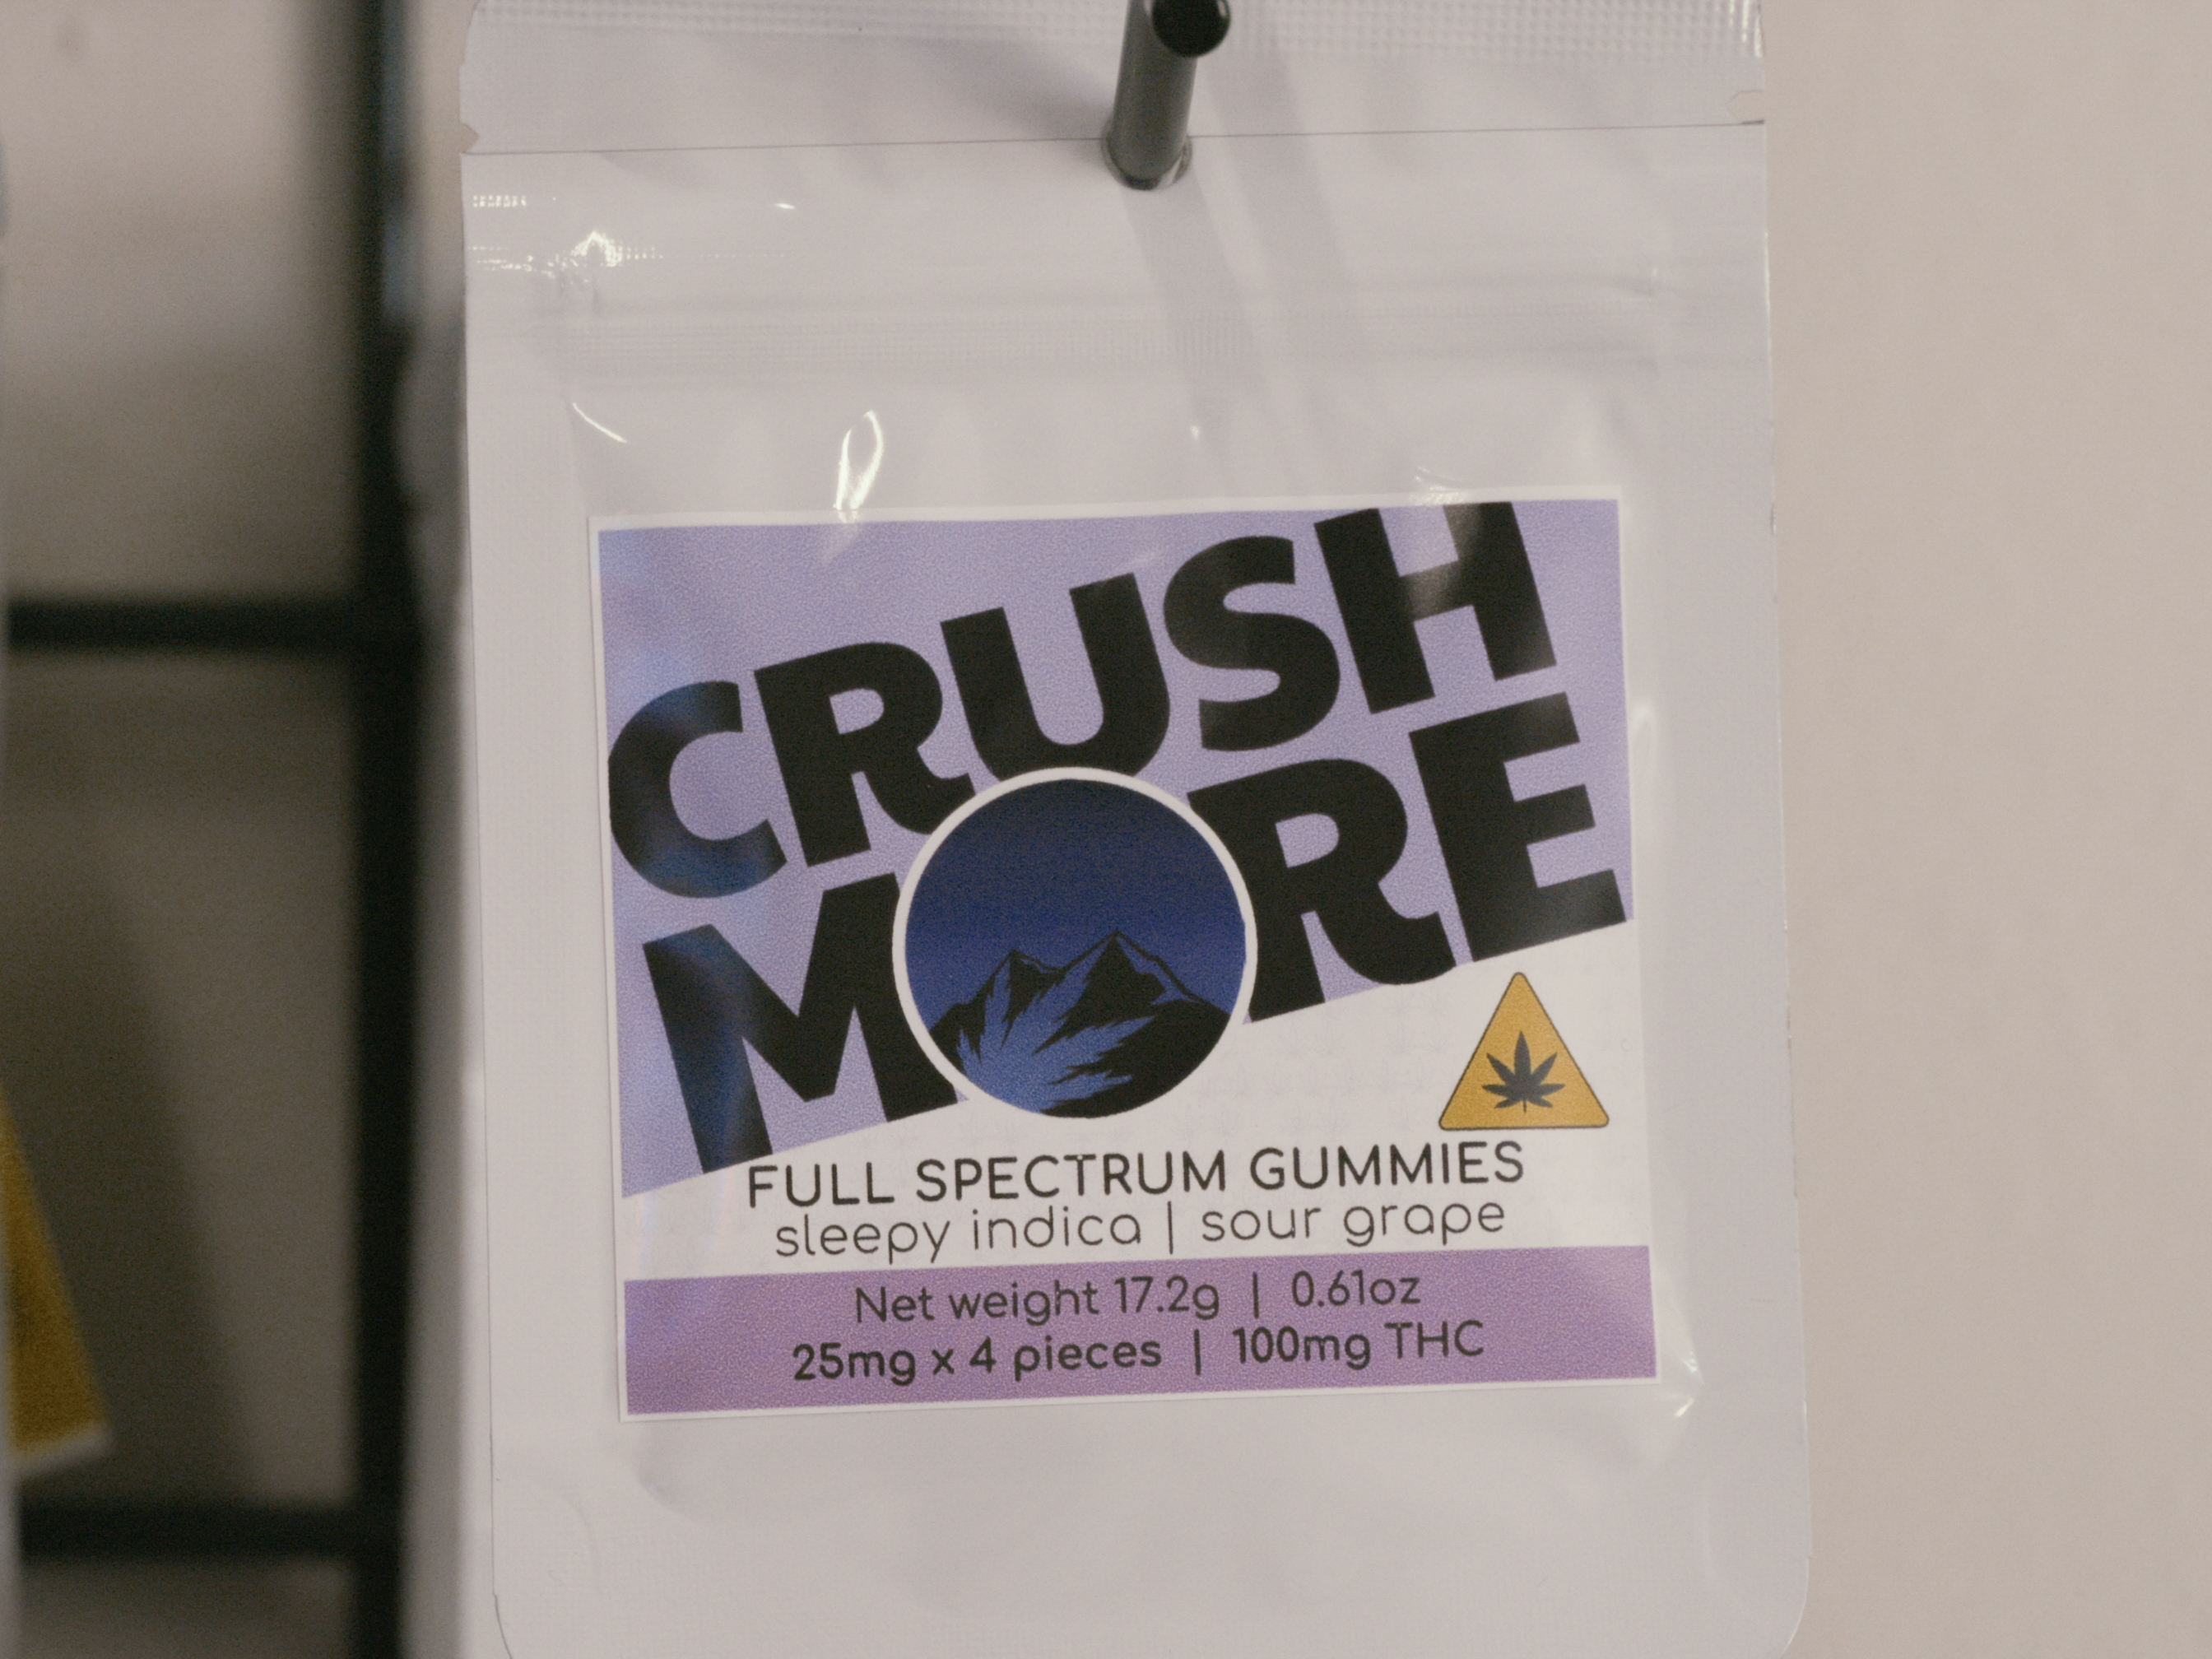 CRUSH
MORE
FULL SPECTRUM GUMMIES
sleepy indica | sour grape
Net weight 17.2g | 0.61oz
25mg x 4 pieces | 100mg THC